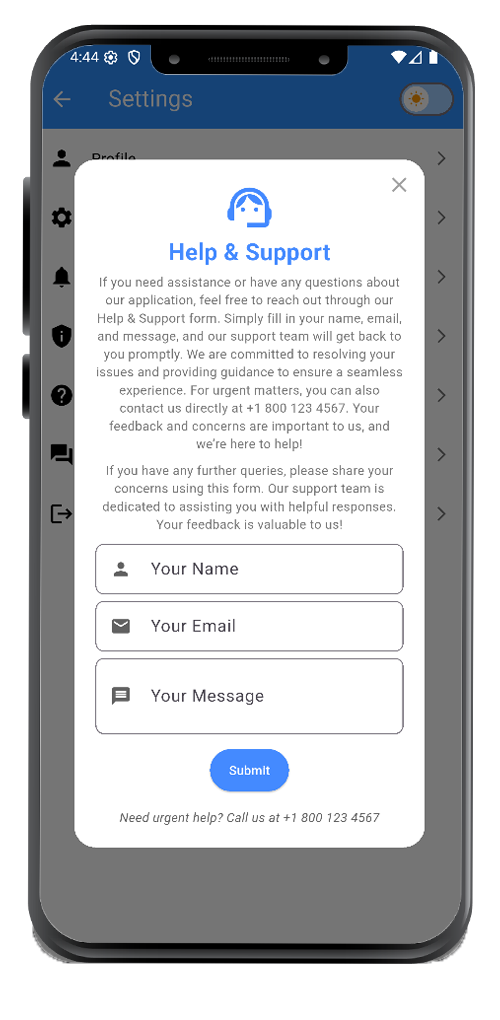 4:44
Settings
Profile
Help & Support
If you need assistance or have any questions about
our application, feel free to reach out through our
Help & Support form. Simply fill in your name, email,
and message, and our support team will get back to
you promptly. We are committed to resolving your
issues and providing guidance to ensure a seamless
experience. For urgent matters, you can also
contact us directly at +1 800 123 4567. Your
feedback and concerns are important to us, and
we're here to help!
If you have any further queries, please share your
concerns using this form. Our support team is
dedicated to assisting you with helpful responses.
Your feedback is valuable to us!
Your Name
Your Email
Your Message
Submit
Need urgent help? Call us at +1 800 123 4567